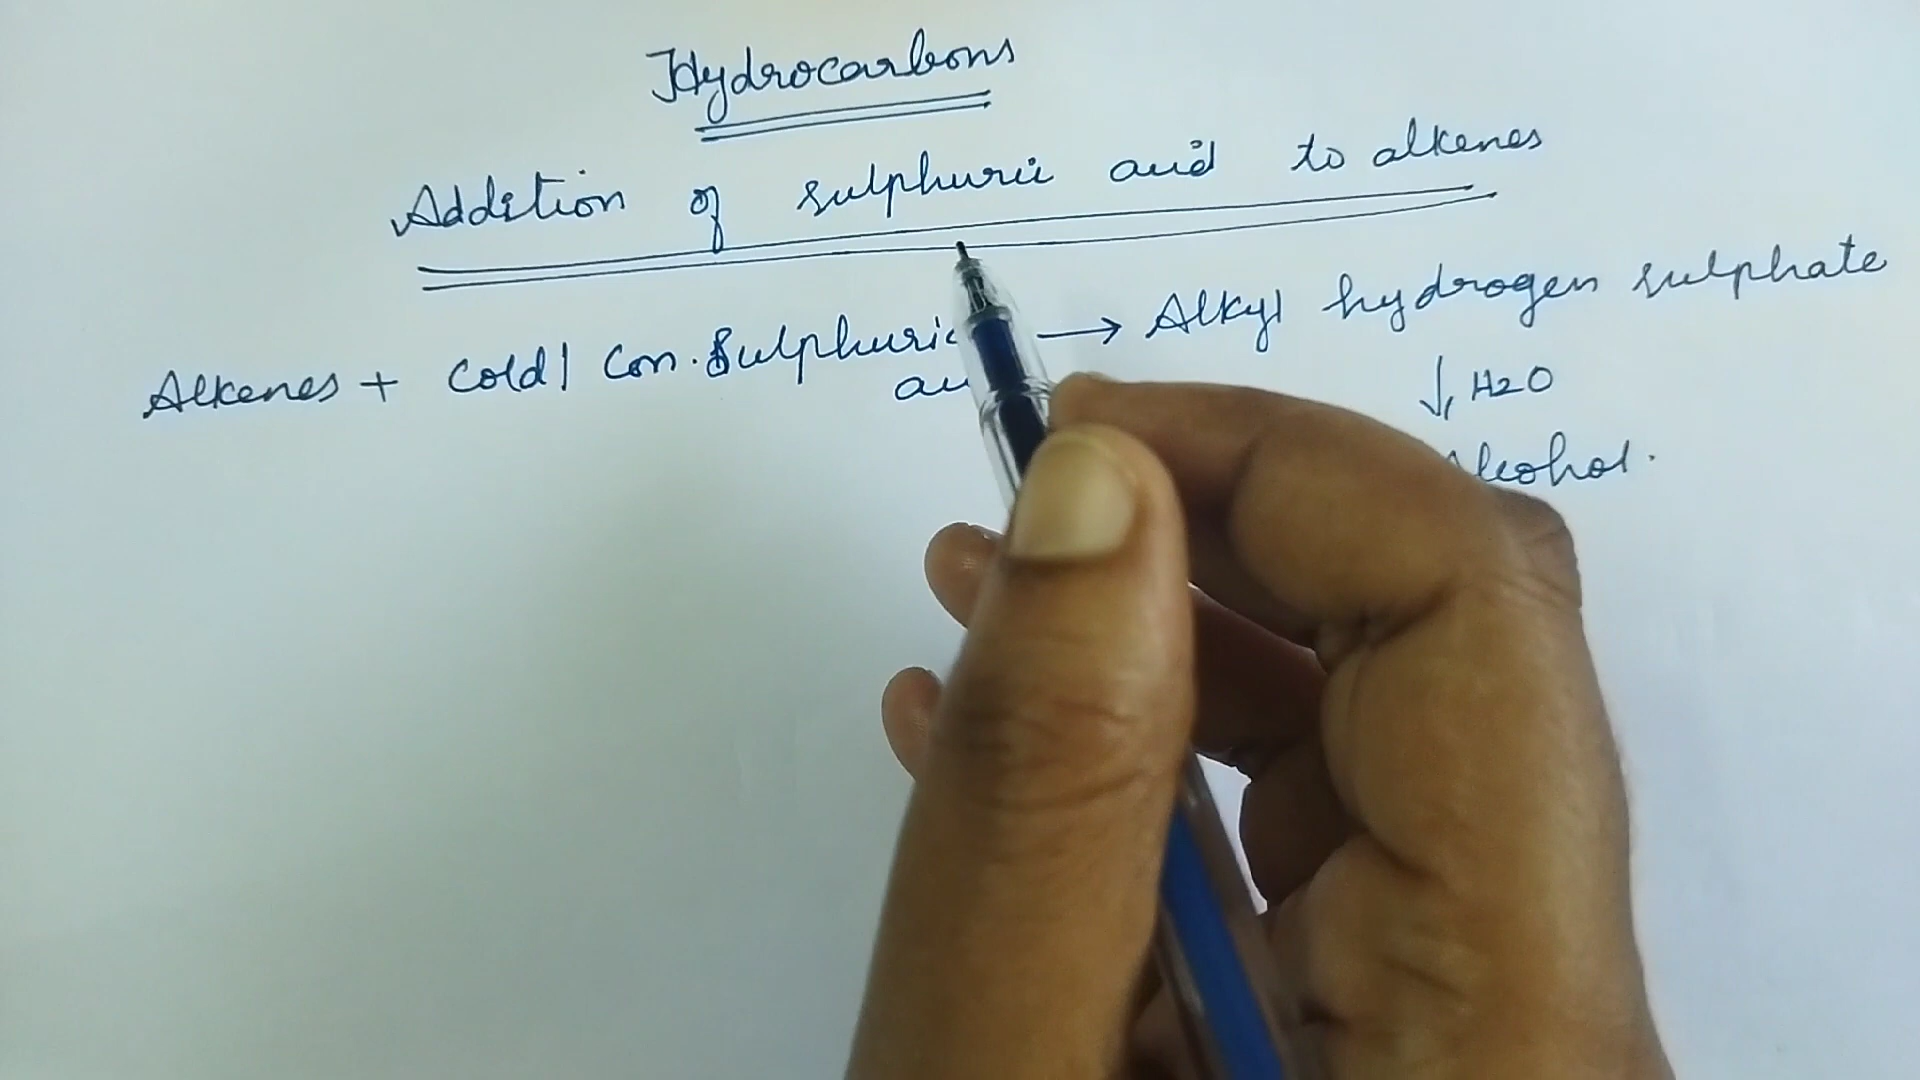 Hydrocarbons
Addition of sulphuric acid to alkenes
Alkenes + cold / con. Sulphuric → Alkyl hydrogen sulphate
↓ H2O